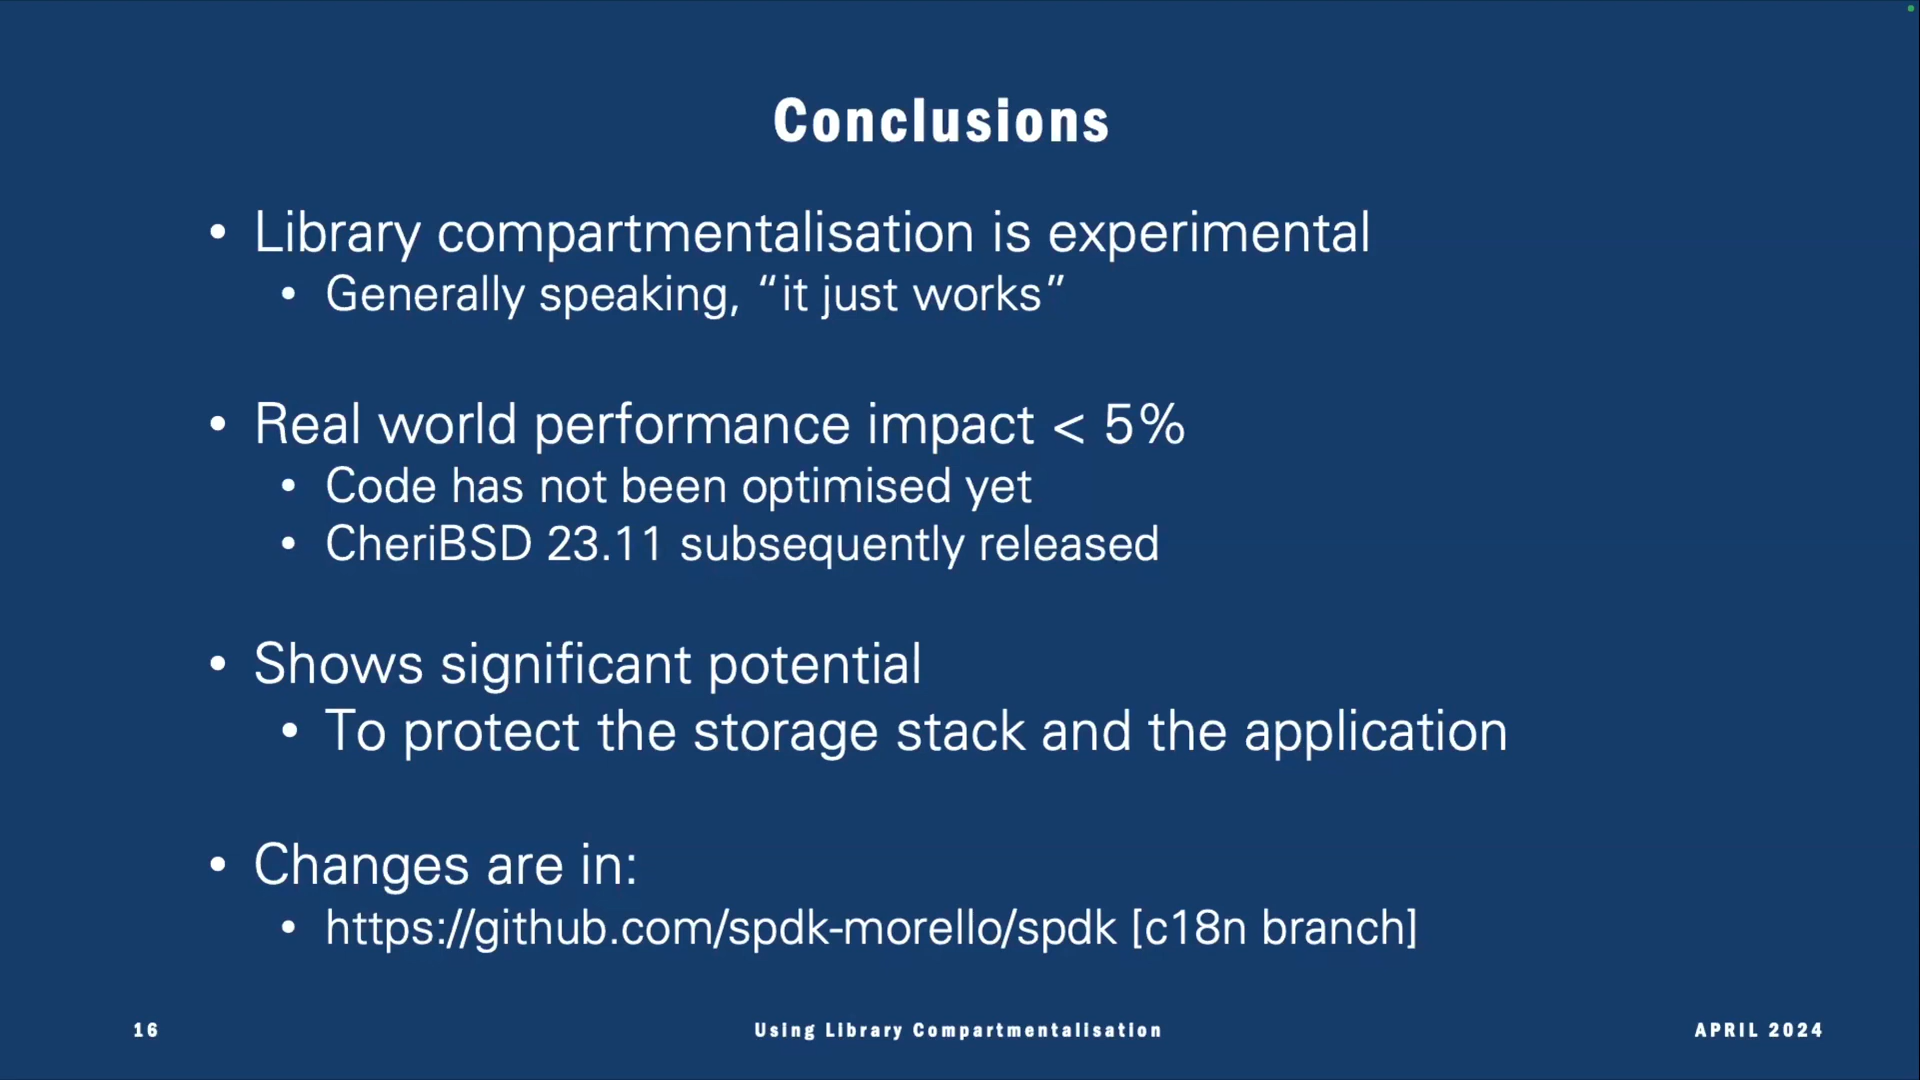 Conclusions
• Library compartmentalisation is experimental
• Generally speaking, “it just works”
• Real world performance impact < 5%
• Code has not been optimised yet
• CheriBSD 23.11 subsequently released
• Shows significant potential
• To protect the storage stack and the application
• Changes are in:
• https://github.com/spdk-morello/spdk [c18n branch]
16
Using Library Compartmentalisation
APRIL 2024